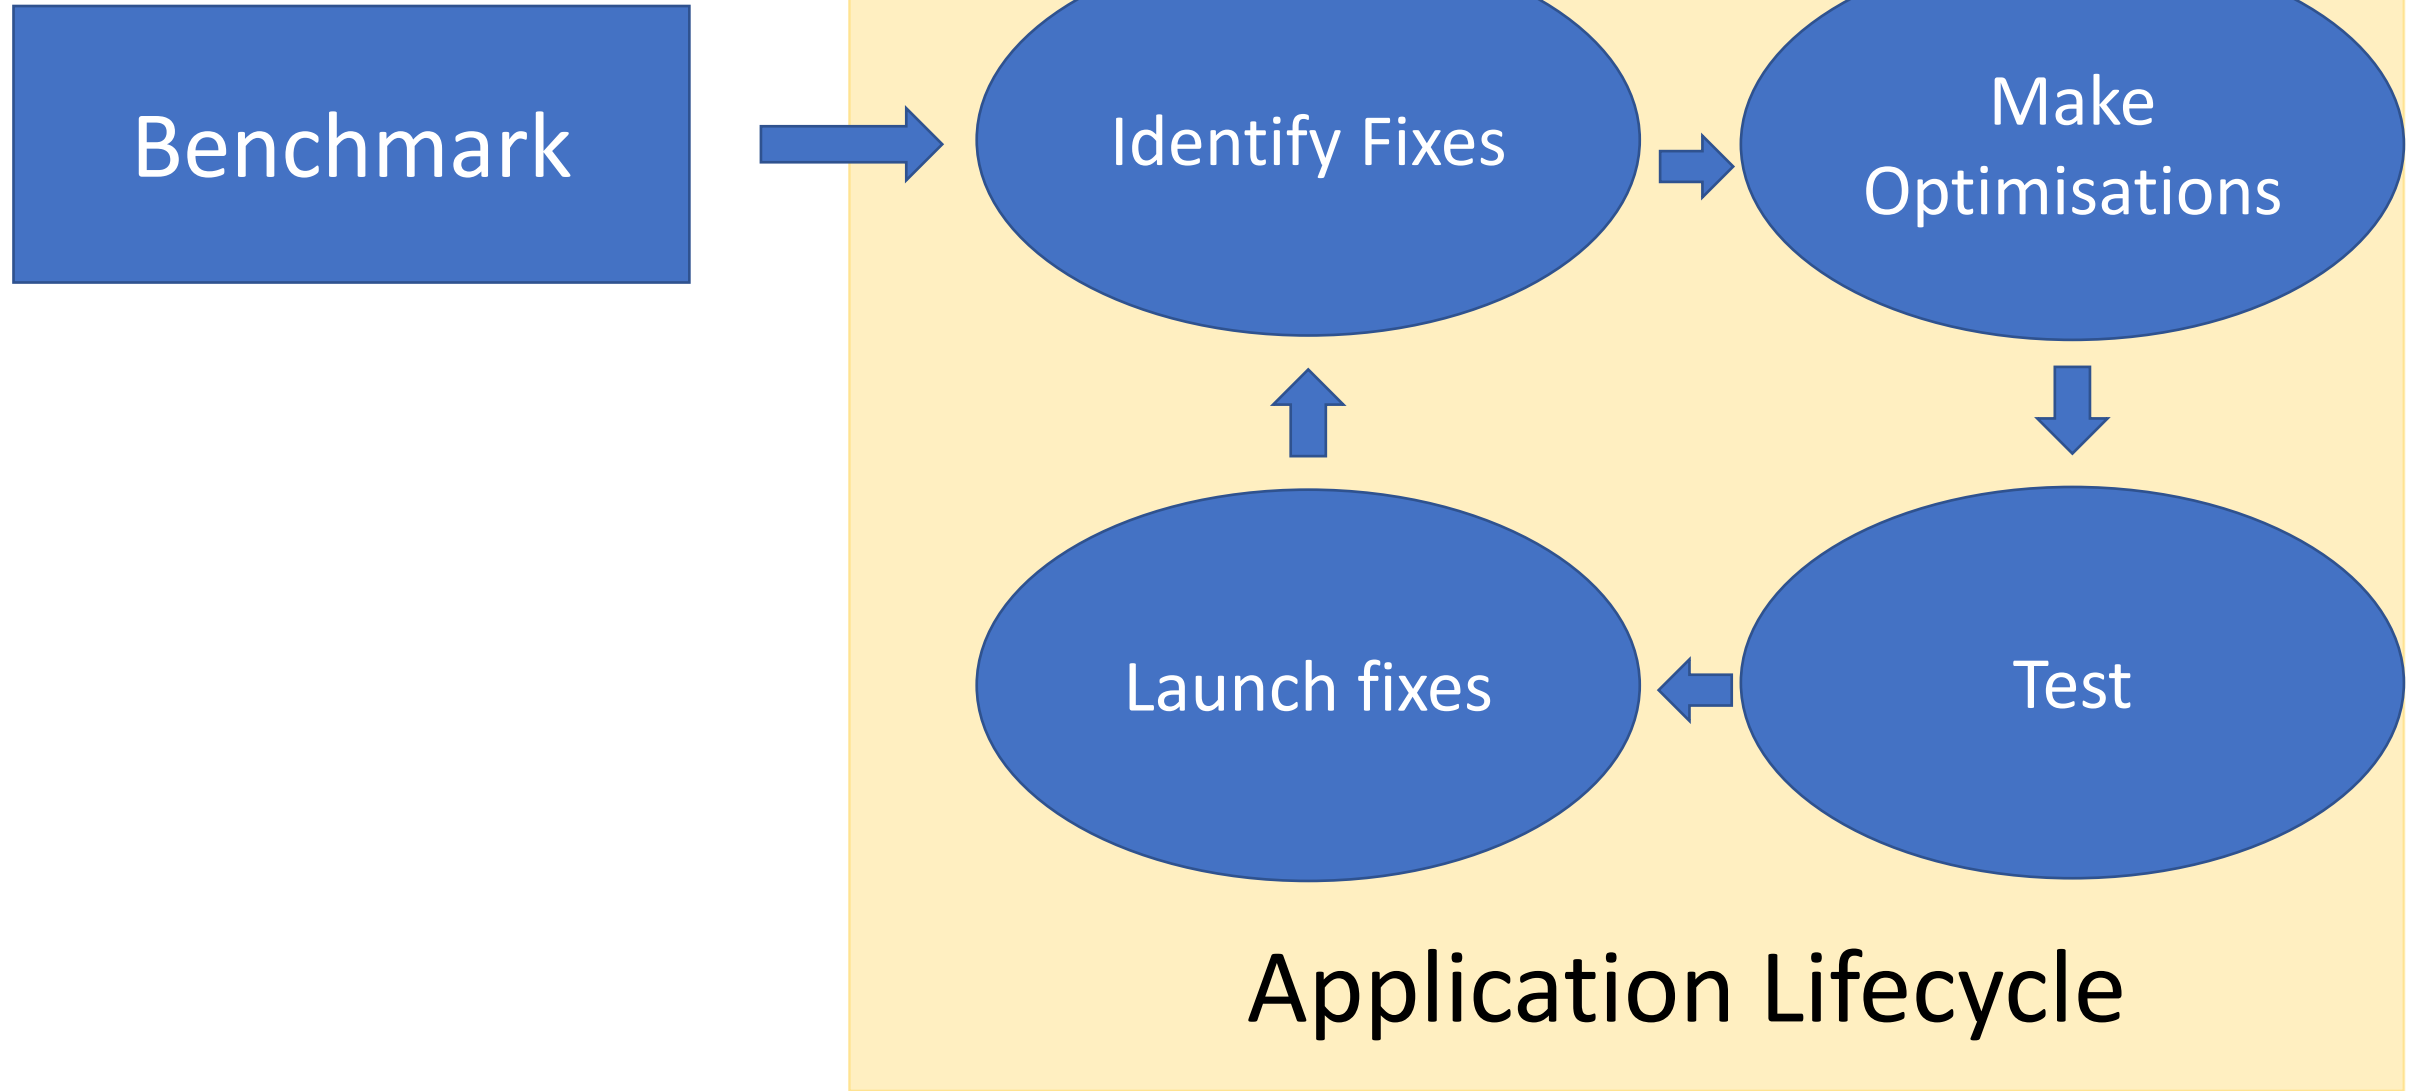 Benchmark
Identify Fixes
Make
Optimisations
Launch fixes
Test
Application Lifecycle